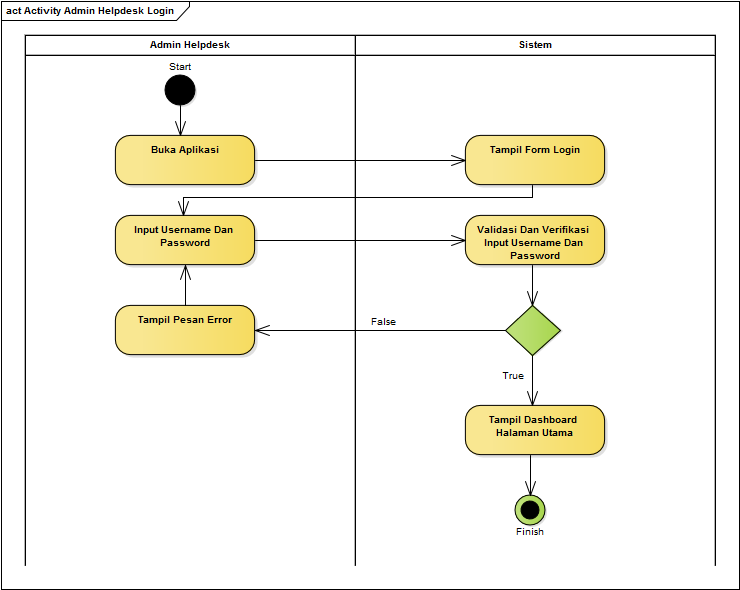 act Activity Admin Helpdesk Login
Admin Helpdesk
Sistem
Start
Buka Aplikasi
Tampil Form Login
Input Username Dan
Password
Validasi Dan Verifikasi
Input Username Dan
Password
Tampil Pesan Error
False
True
Tampil Dashboard
Halaman Utama
Finish